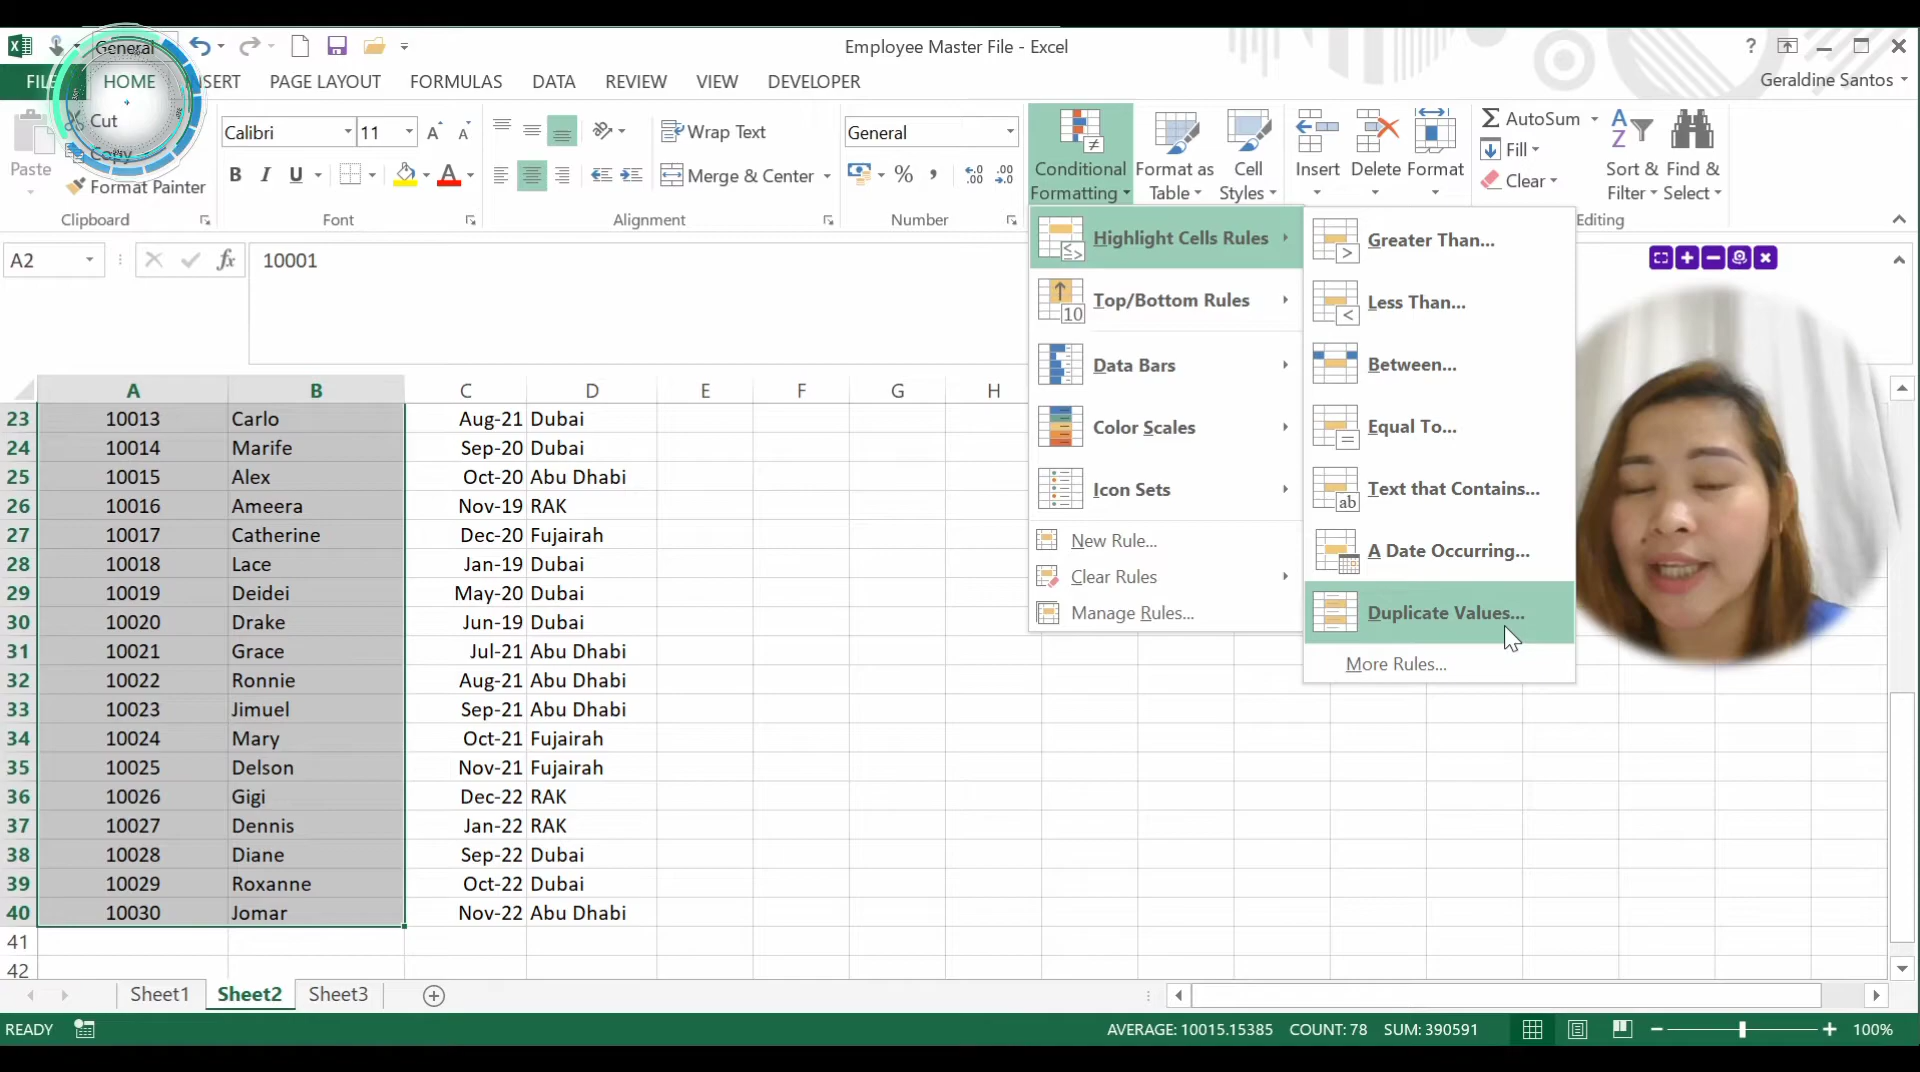 General
Employee Master File - Excel
?
FILE HOME INSERT PAGE LAYOUT FORMULAS DATA REVIEW VIEW DEVELOPER
Geraldine Santos
Paste
Cut
Copy
Format Painter
Clipboard
Calibri 11
B I U
Font
Wrap Text
Merge & Center
Alignment
General
%
Number
Conditional Formatting
Format as Table
Cell Styles
Insert
Delete
Format
AutoSum
Fill
Clear
Sort & Filter
Find & Select
Editing
A2
fx
10001
Highlight Cells Rules
Top/Bottom Rules
Data Bars
Color Scales
Icon Sets
New Rule...
Clear Rules
Manage Rules...
Greater Than...
Less Than...
Between...
Equal To...
Text that Contains...
A Date Occurring...
Duplicate Values...
More Rules...
A B C D E F G H
23 10013 Carlo Aug-21 Dubai
24 10014 Marife Sep-20 Dubai
25 10015 Alex Oct-20 Abu Dhabi
26 10016 Ameera Nov-19 RAK
27 10017 Catherine Dec-20 Fujairah
28 10018 Lace Jan-19 Dubai
29 10019 Deidei May-20 Dubai
30 10020 Drake Jun-19 Dubai
31 10021 Grace Jul-21 Abu Dhabi
32 10022 Ronnie Aug-21 Abu Dhabi
33 10023 Jimuel Sep-21 Abu Dhabi
34 10024 Mary Oct-21 Fujairah
35 10025 Delson Nov-21 Fujairah
36 10026 Gigi Dec-22 RAK
37 10027 Dennis Jan-22 RAK
38 10028 Diane Sep-22 Dubai
39 10029 Roxanne Oct-22 Dubai
40 10030 Jomar Nov-22 Abu Dhabi
41
42
Sheet1 Sheet2 Sheet3
READY
AVERAGE: 10015.15385 COUNT: 78 SUM: 390591
100%